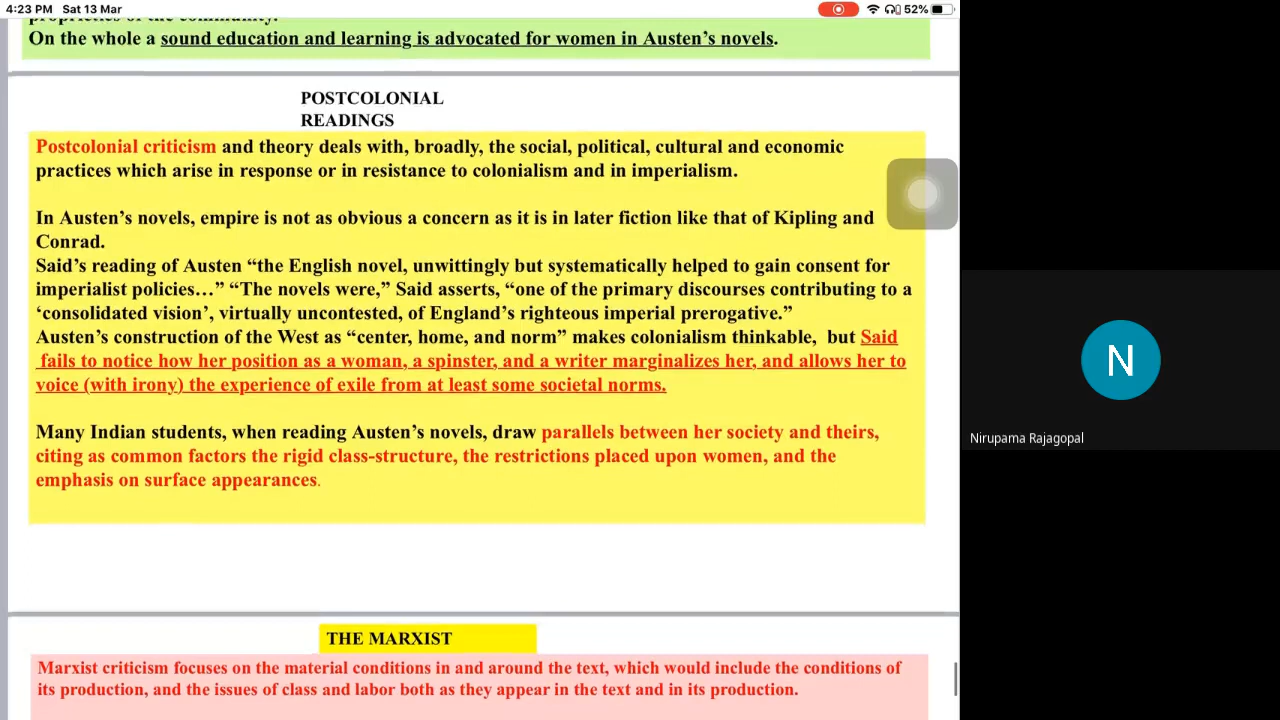 4:23 PM Sat 13 Mar
52%
proprieties of the community.
On the whole a sound education and learning is advocated for women in Austen’s novels.
POSTCOLONIAL
READINGS
Postcolonial criticism and theory deals with, broadly, the social, political, cultural and economic
practices which arise in response or in resistance to colonialism and in imperialism.
In Austen’s novels, empire is not as obvious a concern as it is in later fiction like that of Kipling and
Conrad.
Said’s reading of Austen “the English novel, unwittingly but systematically helped to gain consent for
imperialist policies…” “The novels were,” Said asserts, “one of the primary discourses contributing to a
‘consolidated vision’, virtually uncontested, of England’s righteous imperial prerogative.”
Austen’s construction of the West as “center, home, and norm” makes colonialism thinkable, but Said
fails to notice how her position as a woman, a spinster, and a writer marginalizes her, and allows her to
voice (with irony) the experience of exile from at least some societal norms.
Many Indian students, when reading Austen’s novels, draw parallels between her society and theirs,
citing as common factors the rigid class-structure, the restrictions placed upon women, and the
emphasis on surface appearances.
THE MARXIST
Marxist criticism focuses on the material conditions in and around the text, which would include the conditions of
its production, and the issues of class and labor both as they appear in the text and in its production.
N
Nirupama Rajagopal